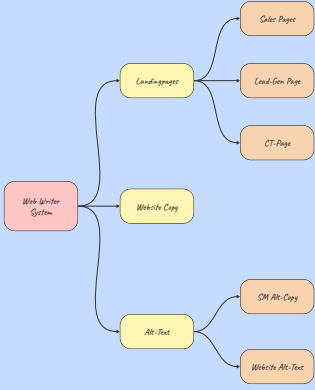 Sales Pages
Landingpages
Lead-Gen Page
CT-Page
Web Writer
System
Website Copy
SM Alt-Copy
Alt-Text
Website Alt-Text